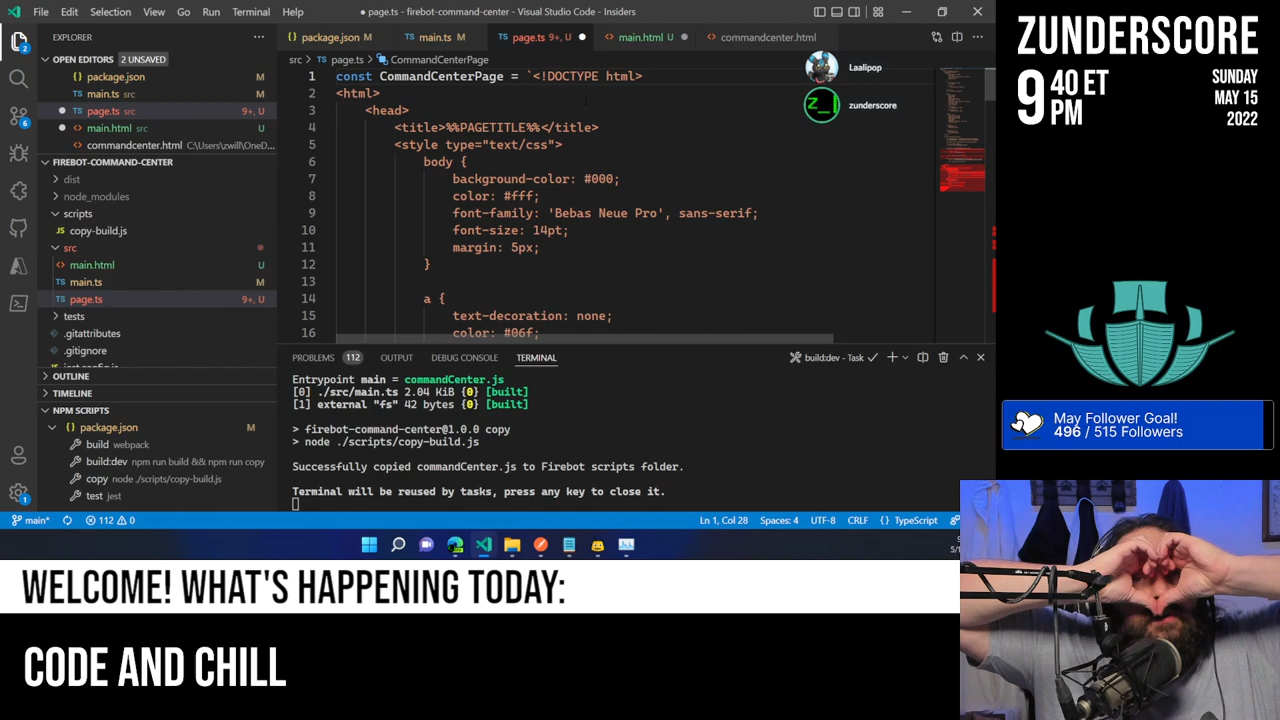 File Edit Selection View Go Run Terminal Help
● page.ts - firebot-command-center - Visual Studio Code - Insiders
EXPLORER
OPEN EDITORS 2 UNSAVED
package.json M
main.ts M
page.ts src 9+, U
main.html src U
commandcenter.html C:\Users\zwill\OneD...
FIREBOT-COMMAND-CENTER
dist
node_modules
scripts
copy-build.js
src
main.html U
main.ts M
page.ts 9+, U
tests
.gitattributes
.gitignore
OUTLINE
TIMELINE
NPM SCRIPTS
package.json M
build webpack
build:dev npm run build && npm run copy
copy node ./scripts/copy-build.js
test jest
package.json M main.ts M page.ts 9+, U main.html U commandcenter.html
src > page.ts > CommandCenterPage
1 const CommandCenterPage = `<!DOCTYPE html>
2 <html>
3 <head>
4 <title>%%PAGETITLE%%</title>
5 <style type="text/css">
6 body {
7 background-color: #000;
8 color: #fff;
9 font-family: 'Bebas Neue Pro', sans-serif;
10 font-size: 14pt;
11 margin: 5px;
12 }
13
14 a {
15 text-decoration: none;
16 color: #06f;
Laalipop
zunderscore
PROBLEMS 112 OUTPUT DEBUG CONSOLE TERMINAL
build:dev - Task
Entrypoint main = commandCenter.js
[0] ./src/main.ts 2.04 KiB {0} [built]
[1] external "fs" 42 bytes {0} [built]
> firebot-command-center@1.0.0 copy
> node ./scripts/copy-build.js
Successfully copied commandCenter.js to Firebot scripts folder.
Terminal will be reused by tasks, press any key to close it.
main* 112 0 Ln 1, Col 28 Spaces: 4 UTF-8 CRLF {} TypeScript
ZUNDERSCORE
9 40 ET
PM
SUNDAY
MAY 15
2022
May Follower Goal!
496 / 515 Followers
WELCOME! WHAT'S HAPPENING TODAY:
CODE AND CHILL